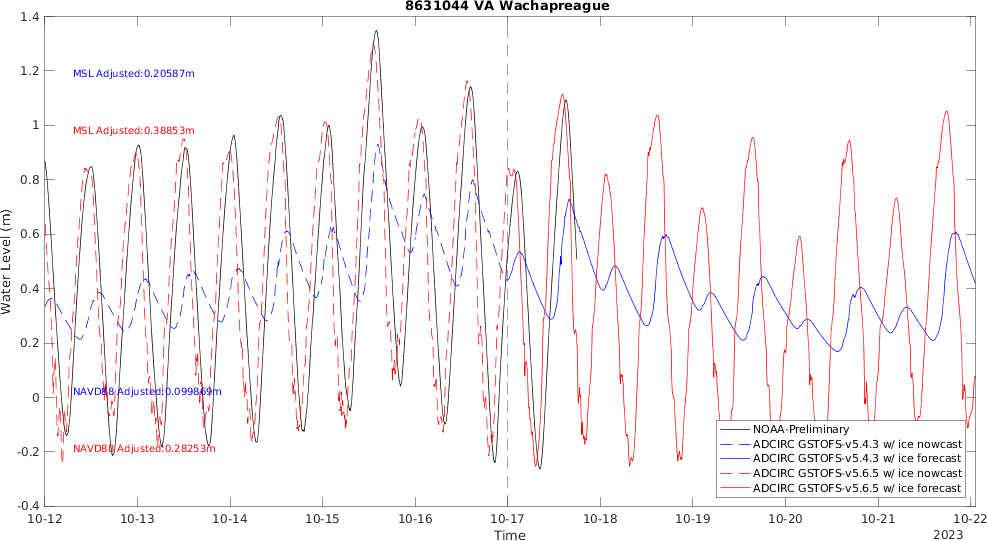 8631044 VA Wachapreague
1.4
1.2
1
0.8
0.6
0.4
0.2
0
-0.2
-0.4
Water Level (m)
MSL Adjusted:0.20587m
MSL Adjusted:0.38853m
NAVD88 Adjusted:0.099869m
NAVD88 Adjusted:0.28253m
NOAA-Preliminary
ADCIRC GSTOFS-v5.4.3 w/ ice nowcast
ADCIRC GSTOFS-v5.4.3 w/ ice forecast
ADCIRC GSTOFS-v5.6.5 w/ ice nowcast
ADCIRC GSTOFS-v5.6.5 w/ ice forecast
10-12 10-13 10-14 10-15 10-16 10-17 10-18 10-19 10-20 10-21 10-22
Time
2023